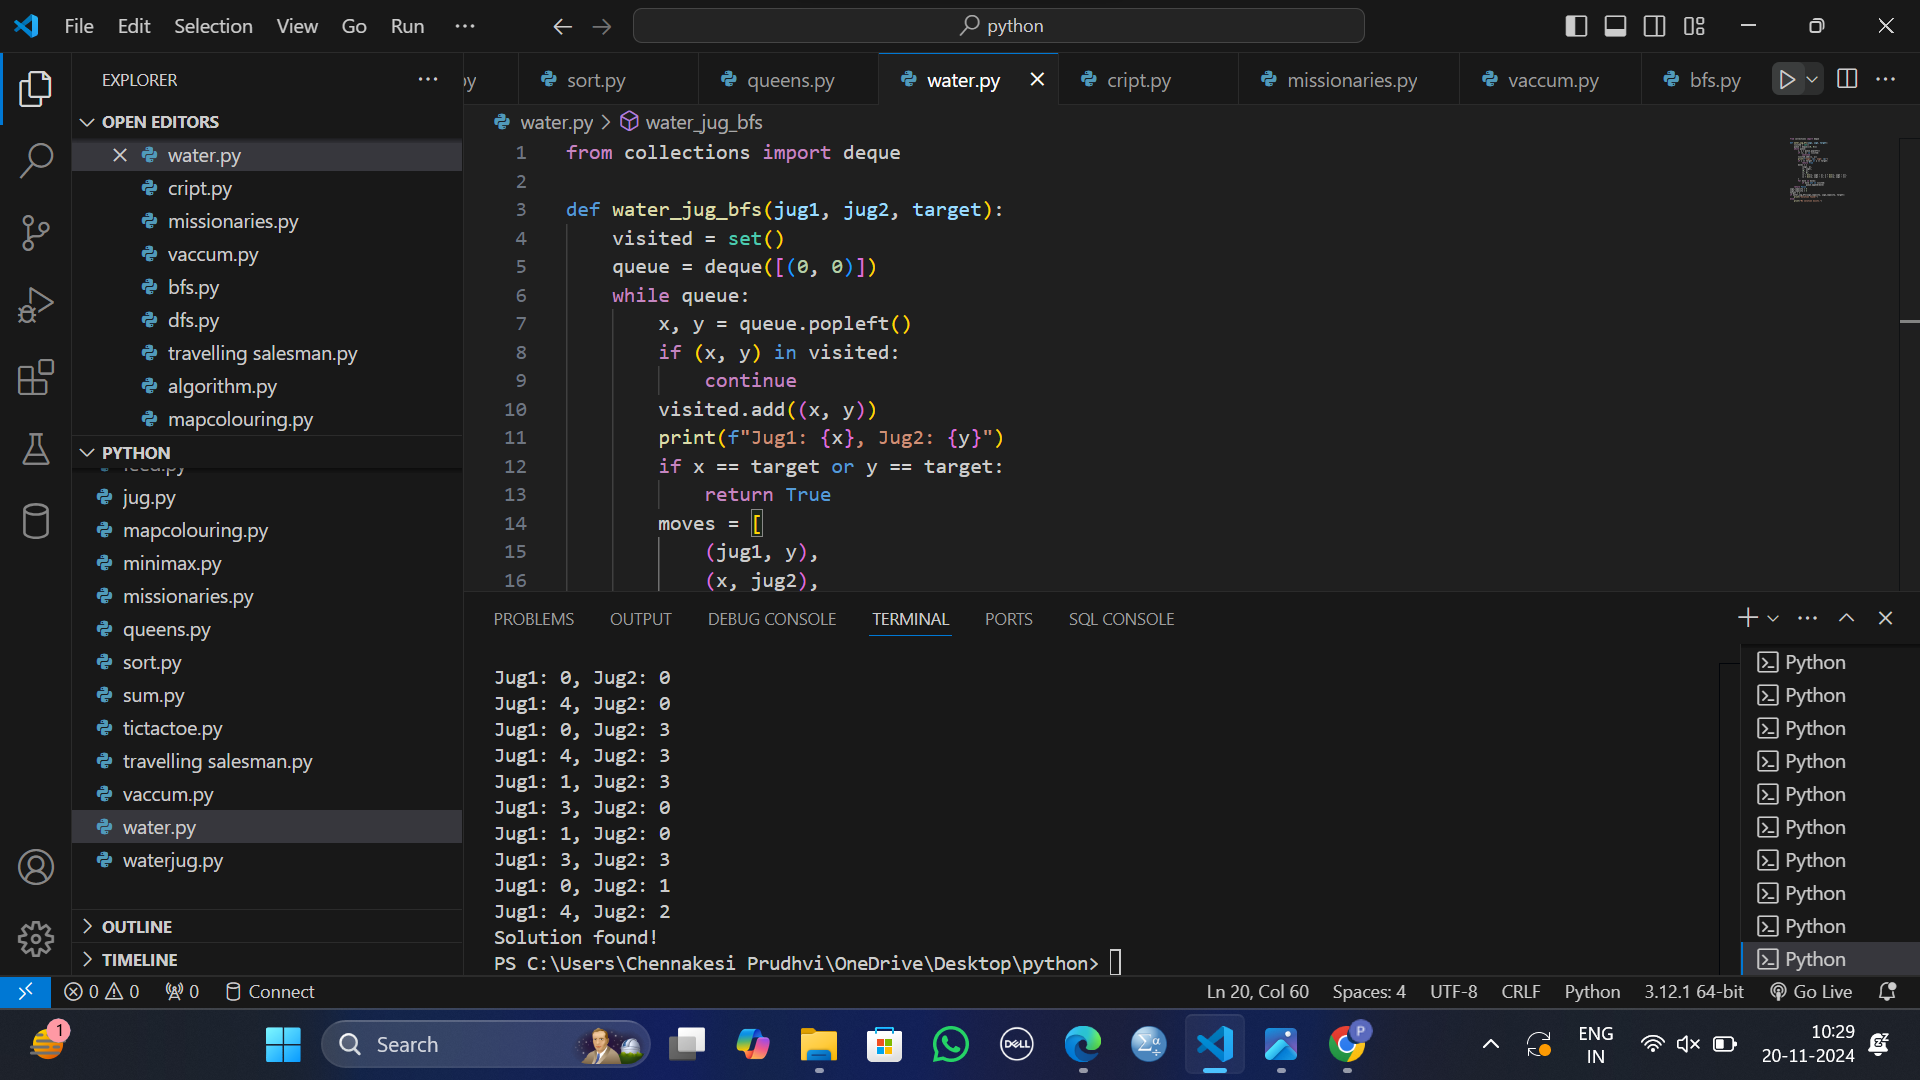 File Edit Selection View Go Run ... python
EXPLORER
OPEN EDITORS
water.py
cript.py
missionaries.py
vaccum.py
bfs.py
dfs.py
travelling salesman.py
algorithm.py
mapcolouring.py
PYTHON
feed.py
jug.py
mapcolouring.py
minimax.py
missionaries.py
queens.py
sort.py
sum.py
tictactoe.py
travelling salesman.py
vaccum.py
water.py
waterjug.py
OUTLINE
TIMELINE
py sort.py queens.py water.py cript.py missionaries.py vaccum.py bfs.py
water.py > water_jug_bfs
1 from collections import deque
2
3 def water_jug_bfs(jug1, jug2, target):
4 visited = set()
5 queue = deque([(0, 0)])
6 while queue:
7 x, y = queue.popleft()
8 if (x, y) in visited:
9 continue
10 visited.add((x, y))
11 print(f"Jug1: {x}, Jug2: {y}")
12 if x == target or y == target:
13 return True
14 moves = [
15 (jug1, y),
16 (x, jug2),
PROBLEMS OUTPUT DEBUG CONSOLE TERMINAL PORTS SQL CONSOLE
Jug1: 0, Jug2: 0
Jug1: 4, Jug2: 0
Jug1: 0, Jug2: 3
Jug1: 4, Jug2: 3
Jug1: 1, Jug2: 3
Jug1: 3, Jug2: 0
Jug1: 1, Jug2: 0
Jug1: 3, Jug2: 3
Jug1: 0, Jug2: 1
Jug1: 4, Jug2: 2
Solution found!
PS C:\Users\Chennakesi Prudhvi\OneDrive\Desktop\python>
Python
Python
Python
Python
Python
Python
Python
Python
Python
Python
0 0 0 Connect Ln 20, Col 60 Spaces: 4 UTF-8 CRLF Python 3.12.1 64-bit Go Live
1 Search DELL P ENG
IN
10:29
20-11-2024